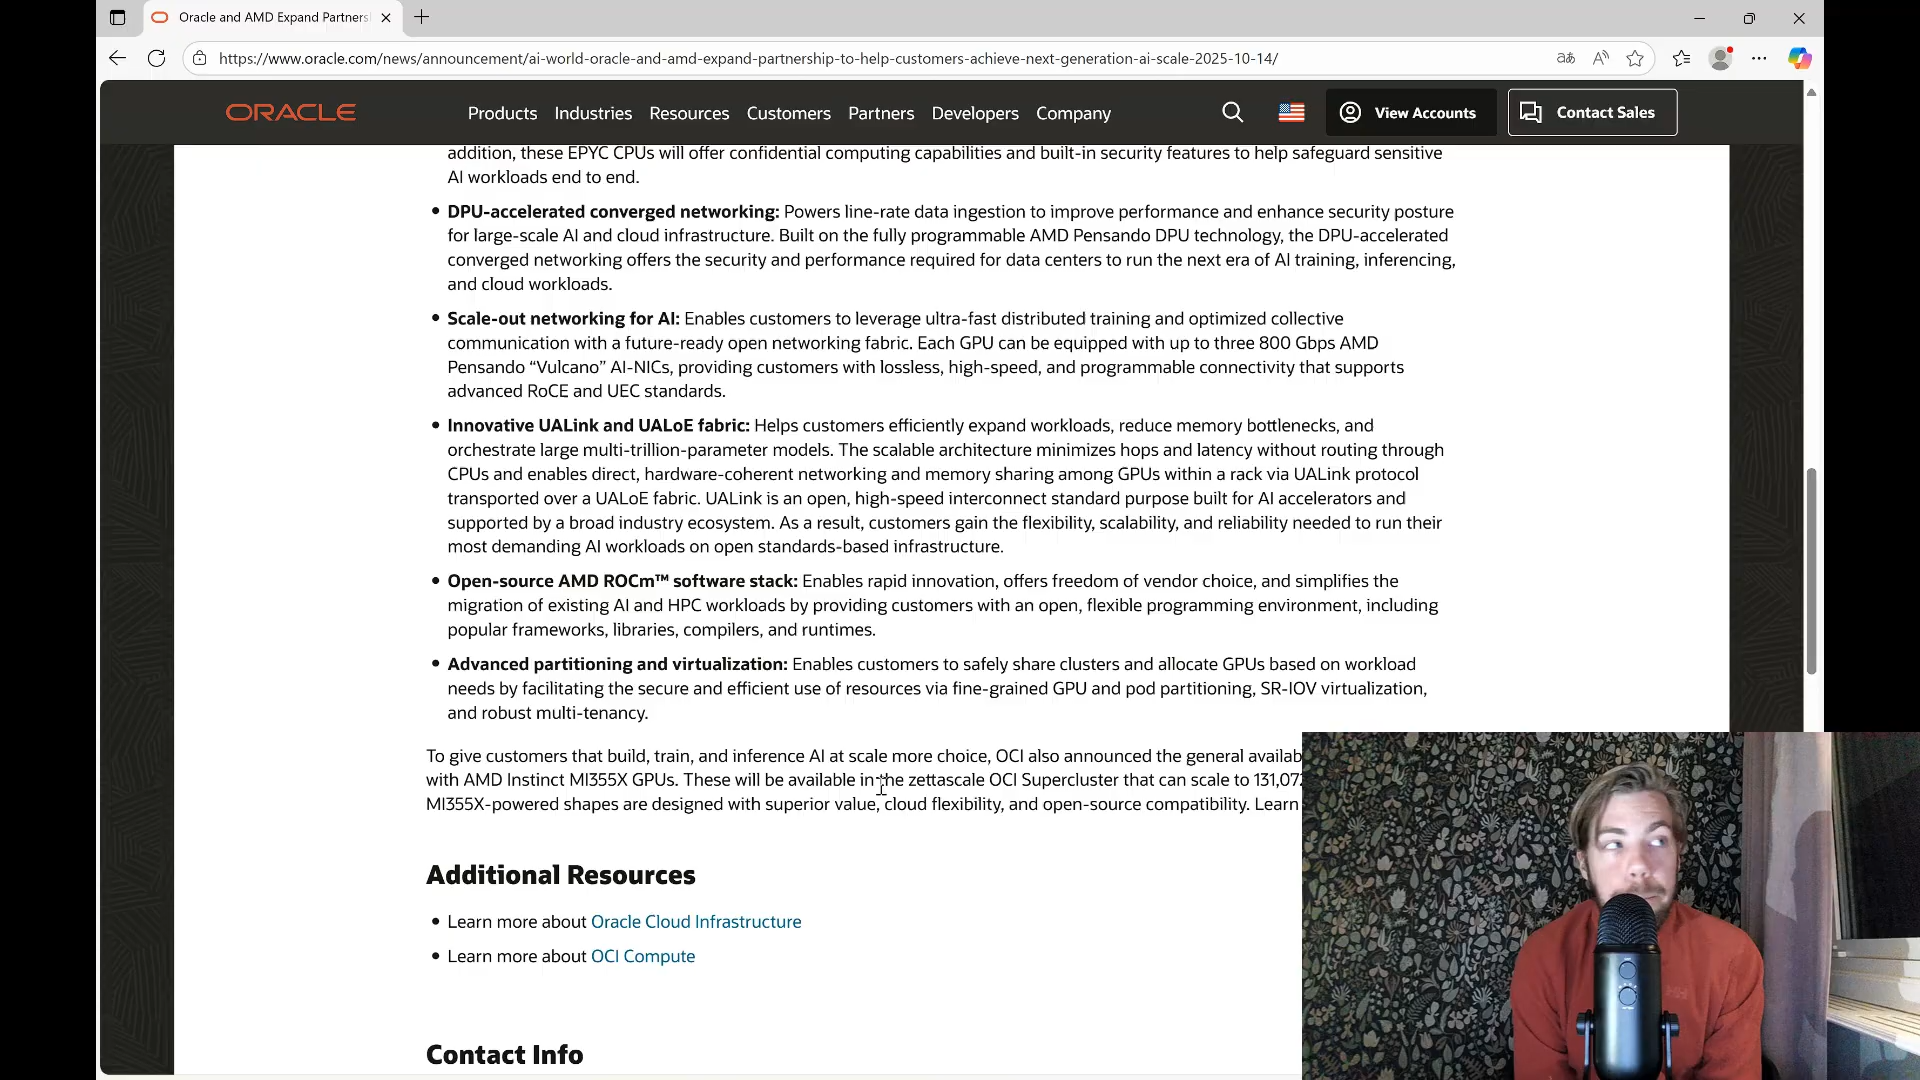 Oracle and AMD Expand Partners
https://www.oracle.com/news/announcement/ai-world-oracle-and-amd-expand-partnership-to-help-customers-achieve-next-generation-ai-scale-2025-10-14/
ORACLE Products Industries Resources Customers Partners Developers Company View Accounts Contact Sales
addition, these EPYC CPUs will offer confidential computing capabilities and built-in security features to help safeguard sensitive
AI workloads end to end.
• DPU-accelerated converged networking: Powers line-rate data ingestion to improve performance and enhance security posture
for large-scale AI and cloud infrastructure. Built on the fully programmable AMD Pensando DPU technology, the DPU-accelerated
converged networking offers the security and performance required for data centers to run the next era of AI training, inferencing,
and cloud workloads.
• Scale-out networking for AI: Enables customers to leverage ultra-fast distributed training and optimized collective
communication with a future-ready open networking fabric. Each GPU can be equipped with up to three 800 Gbps AMD
Pensando “Vulcano” AI-NICs, providing customers with lossless, high-speed, and programmable connectivity that supports
advanced RoCE and UEC standards.
• Innovative UALink and UALoE fabric: Helps customers efficiently expand workloads, reduce memory bottlenecks, and
orchestrate large multi-trillion-parameter models. The scalable architecture minimizes hops and latency without routing through
CPUs and enables direct, hardware-coherent networking and memory sharing among GPUs within a rack via UALink protocol
transported over a UALoE fabric. UALink is an open, high-speed interconnect standard purpose built for AI accelerators and
supported by a broad industry ecosystem. As a result, customers gain the flexibility, scalability, and reliability needed to run their
most demanding AI workloads on open standards-based infrastructure.
• Open-source AMD ROCm™ software stack: Enables rapid innovation, offers freedom of vendor choice, and simplifies the
migration of existing AI and HPC workloads by providing customers with an open, flexible programming environment, including
popular frameworks, libraries, compilers, and runtimes.
• Advanced partitioning and virtualization: Enables customers to safely share clusters and allocate GPUs based on workload
needs by facilitating the secure and efficient use of resources via fine-grained GPU and pod partitioning, SR-IOV virtualization,
and robust multi-tenancy.
To give customers that build, train, and inference AI at scale more choice, OCI also announced the general availab
with AMD Instinct MI355X GPUs. These will be available in the zettascale OCI Supercluster that can scale to 131,072
MI355X-powered shapes are designed with superior value, cloud flexibility, and open-source compatibility. Learn
Additional Resources
• Learn more about Oracle Cloud Infrastructure
• Learn more about OCI Compute
Contact Info